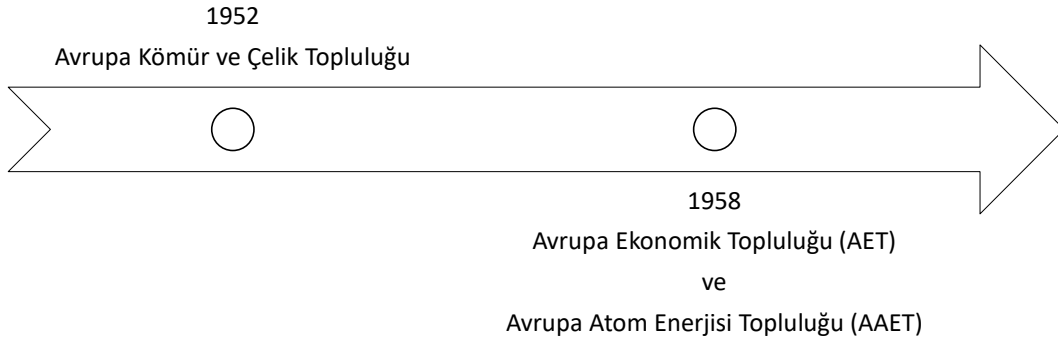 1952
Avrupa Kömür ve Çelik Topluluğu
1958
Avrupa Ekonomik Topluluğu (AET)
ve
Avrupa Atom Enerjisi Topluluğu (AAET)